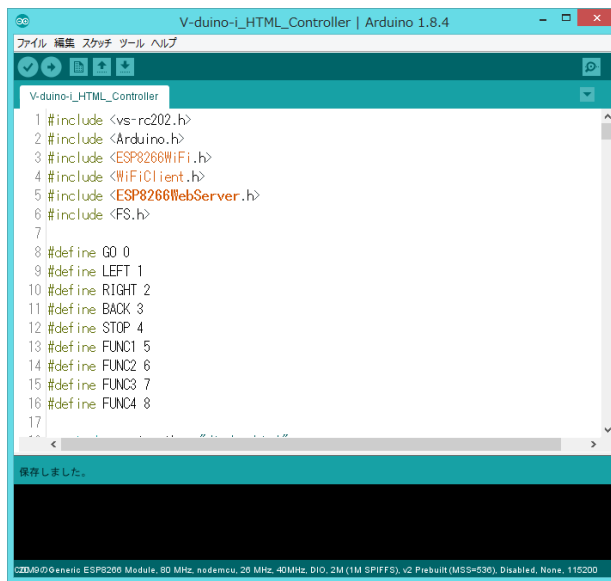 V-duino-i_HTML_Controller | Arduino 1.8.4
ファイル 編集 スケッチ ツール ヘルプ
V-duino-i_HTML_Controller
1 #include <vs-rc202.h>
2 #include <Arduino.h>
3 #include <ESP8266WiFi.h>
4 #include <WiFiClient.h>
5 #include <ESP8266WebServer.h>
6 #include <FS.h>
7
8 #define GO 0
9 #define LEFT 1
10 #define RIGHT 2
11 #define BACK 3
12 #define STOP 4
13 #define FUNC1 5
14 #define FUNC2 6
15 #define FUNC3 7
16 #define FUNC4 8
17
保存しました。
Generic ESP8266 Module, 80 MHz, nodemcu, 26 MHz, 40MHz, DIO, 2M (1M SPIFFS), v2 Prebuilt (MSS=536), Disabled, None, 115200